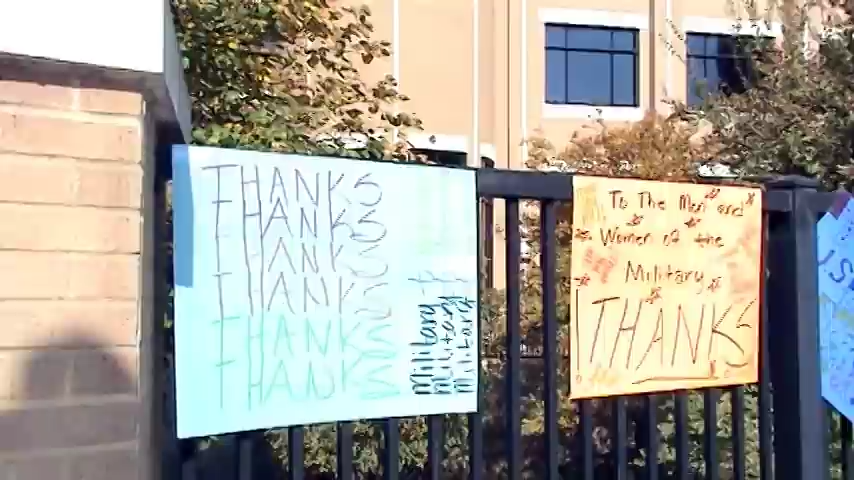 THANKS
THANKS
THANKS
THANKS
THANKS
THANKS
Military
Military
Military
To The Men and
Women of the
Military
THANKS